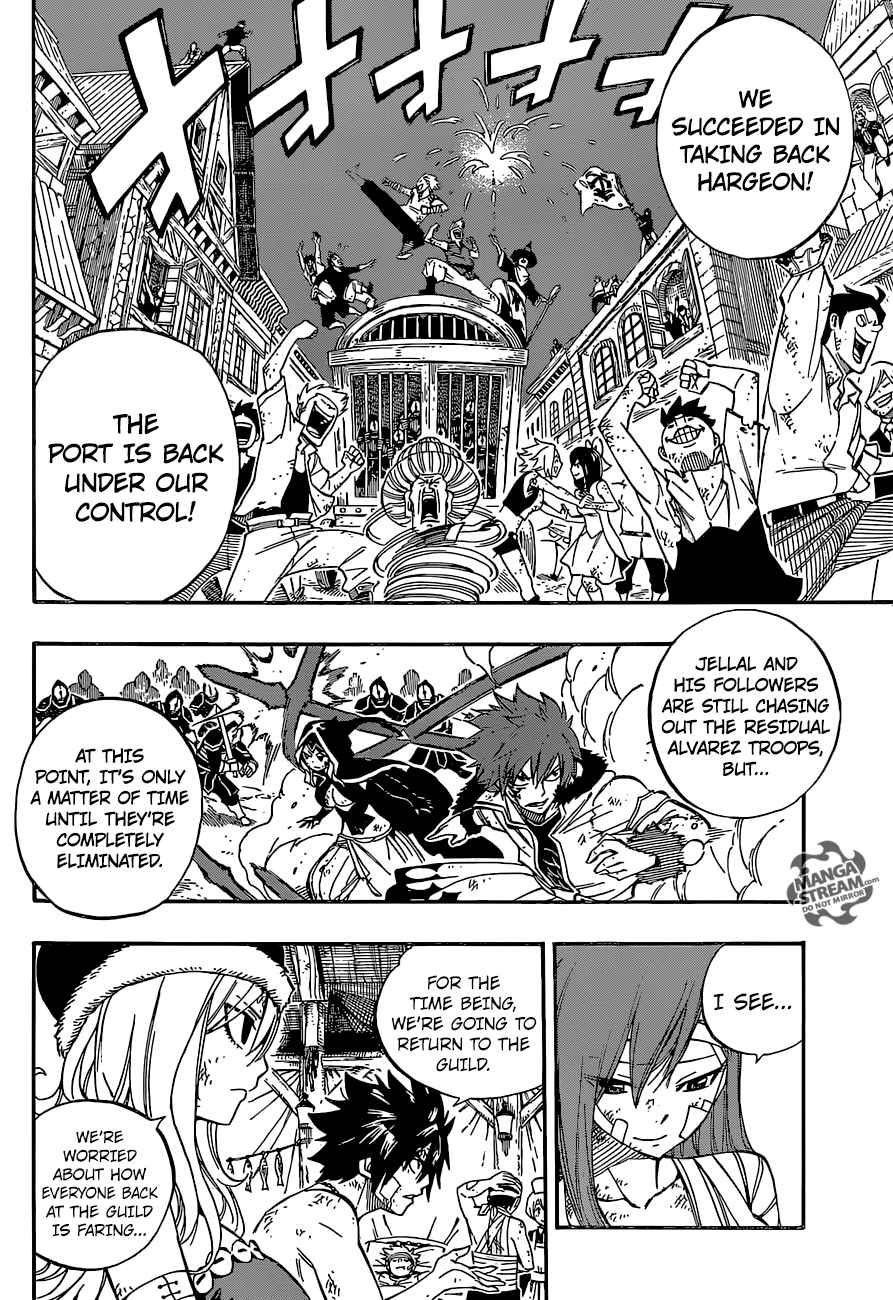 WE
SUCCEEDED IN
TAKING BACK
HARGEON!
THE
PORT IS BACK
UNDER OUR
CONTROL!
JELLAL AND
HIS FOLLOWERS
ARE STILL CHASING
OUT THE RESIDUAL
ALVAREZ TROOPS,
BUT...
AT THIS
POINT, IT'S ONLY
A MATTER OF TIME
UNTIL THEY'RE
COMPLETELY
ELIMINATED.
MANGA
STREAM.com
DO NOT MIRROR
I SEE...
FOR THE
TIME BEING,
WE'RE GOING TO
RETURN TO THE
GUILD.
WE'RE
WORRIED
ABOUT HOW
EVERYONE BACK
AT THE GUILD
IS FARING...